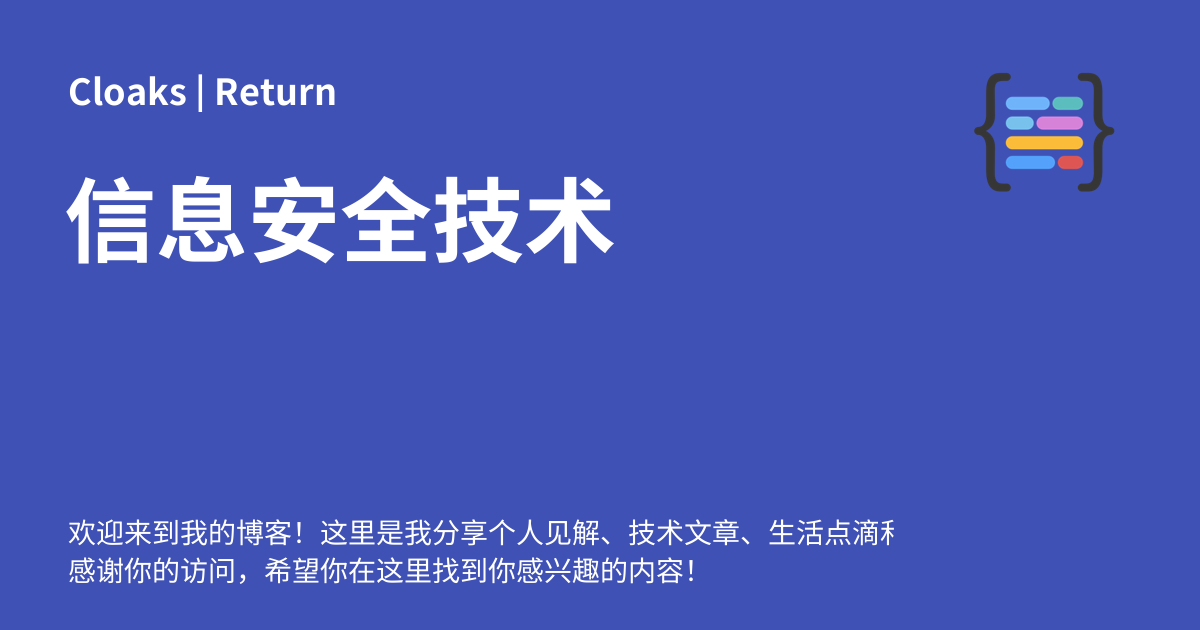 Cloaks | Return
信息安全技术
欢迎来到我的博客！这里是我分享个人见解、技术文章、生活点滴
感谢你的访问，希望你在这里找到你感兴趣的内容！